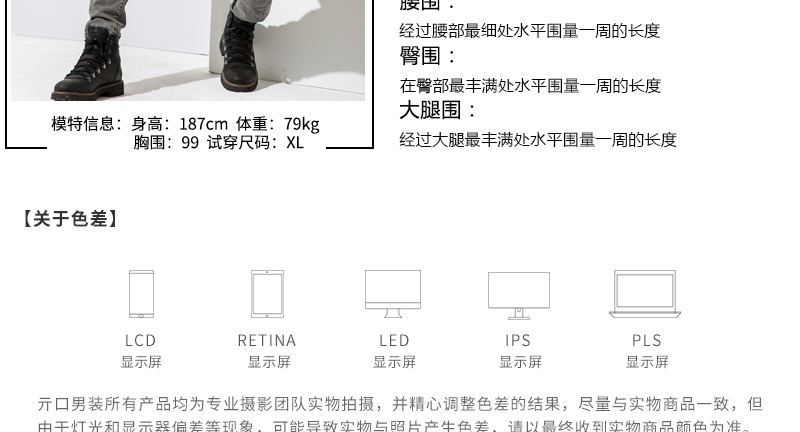 腰围：
经过腰部最细处水平围量一周的长度
臀围：
在臀部最丰满处水平围量一周的长度
大腿围：
经过大腿最丰满处水平围量一周的长度
模特信息：身高：187cm 体重：79kg
胸围：99 试穿尺码：XL
【关于色差】
LCD
显示屏
RETINA
显示屏
LED
显示屏
IPS
显示屏
PLS
显示屏
亓口男装所有产品均为专业摄影团队实物拍摄，并精心调整色差的结果，尽量与实物商品一致，但
由于灯光和显示器偏差等现象，可能导致实物与照片产生色差，请以最终收到实物商品颜色为准。